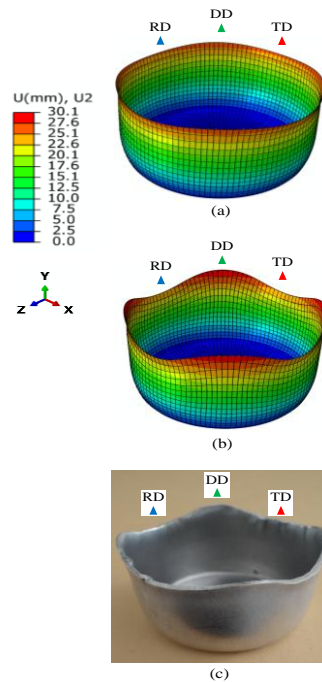 DD
RD TD
U(mm), U2
30.1
27.6
25.1
22.6
20.1
17.6
15.1
12.5
10.0
7.5
5.0
2.5
0.0
(a)
DD
RD TD
Y
Z X
(b)
DD
RD TD
(c)